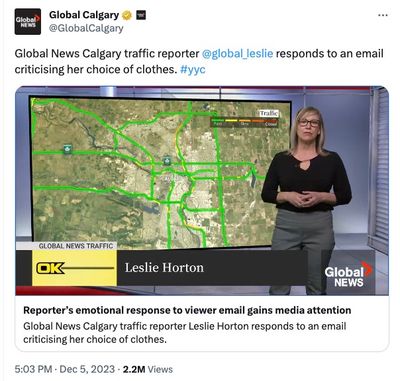 Global Calgary
@GlobalCalgary
Global News Calgary traffic reporter @global_leslie responds to an email
criticising her choice of clothes. #yyc
Traffic
Global
NEWS
GLOBAL NEWS TRAFFIC
OK
Leslie Horton
Global
NEWS
Reporter's emotional response to viewer email gains media attention
Global News Calgary traffic reporter Leslie Horton responds to an email
criticising her choice of clothes.
5:03 PM · Dec 5, 2023 · 2.2M Views